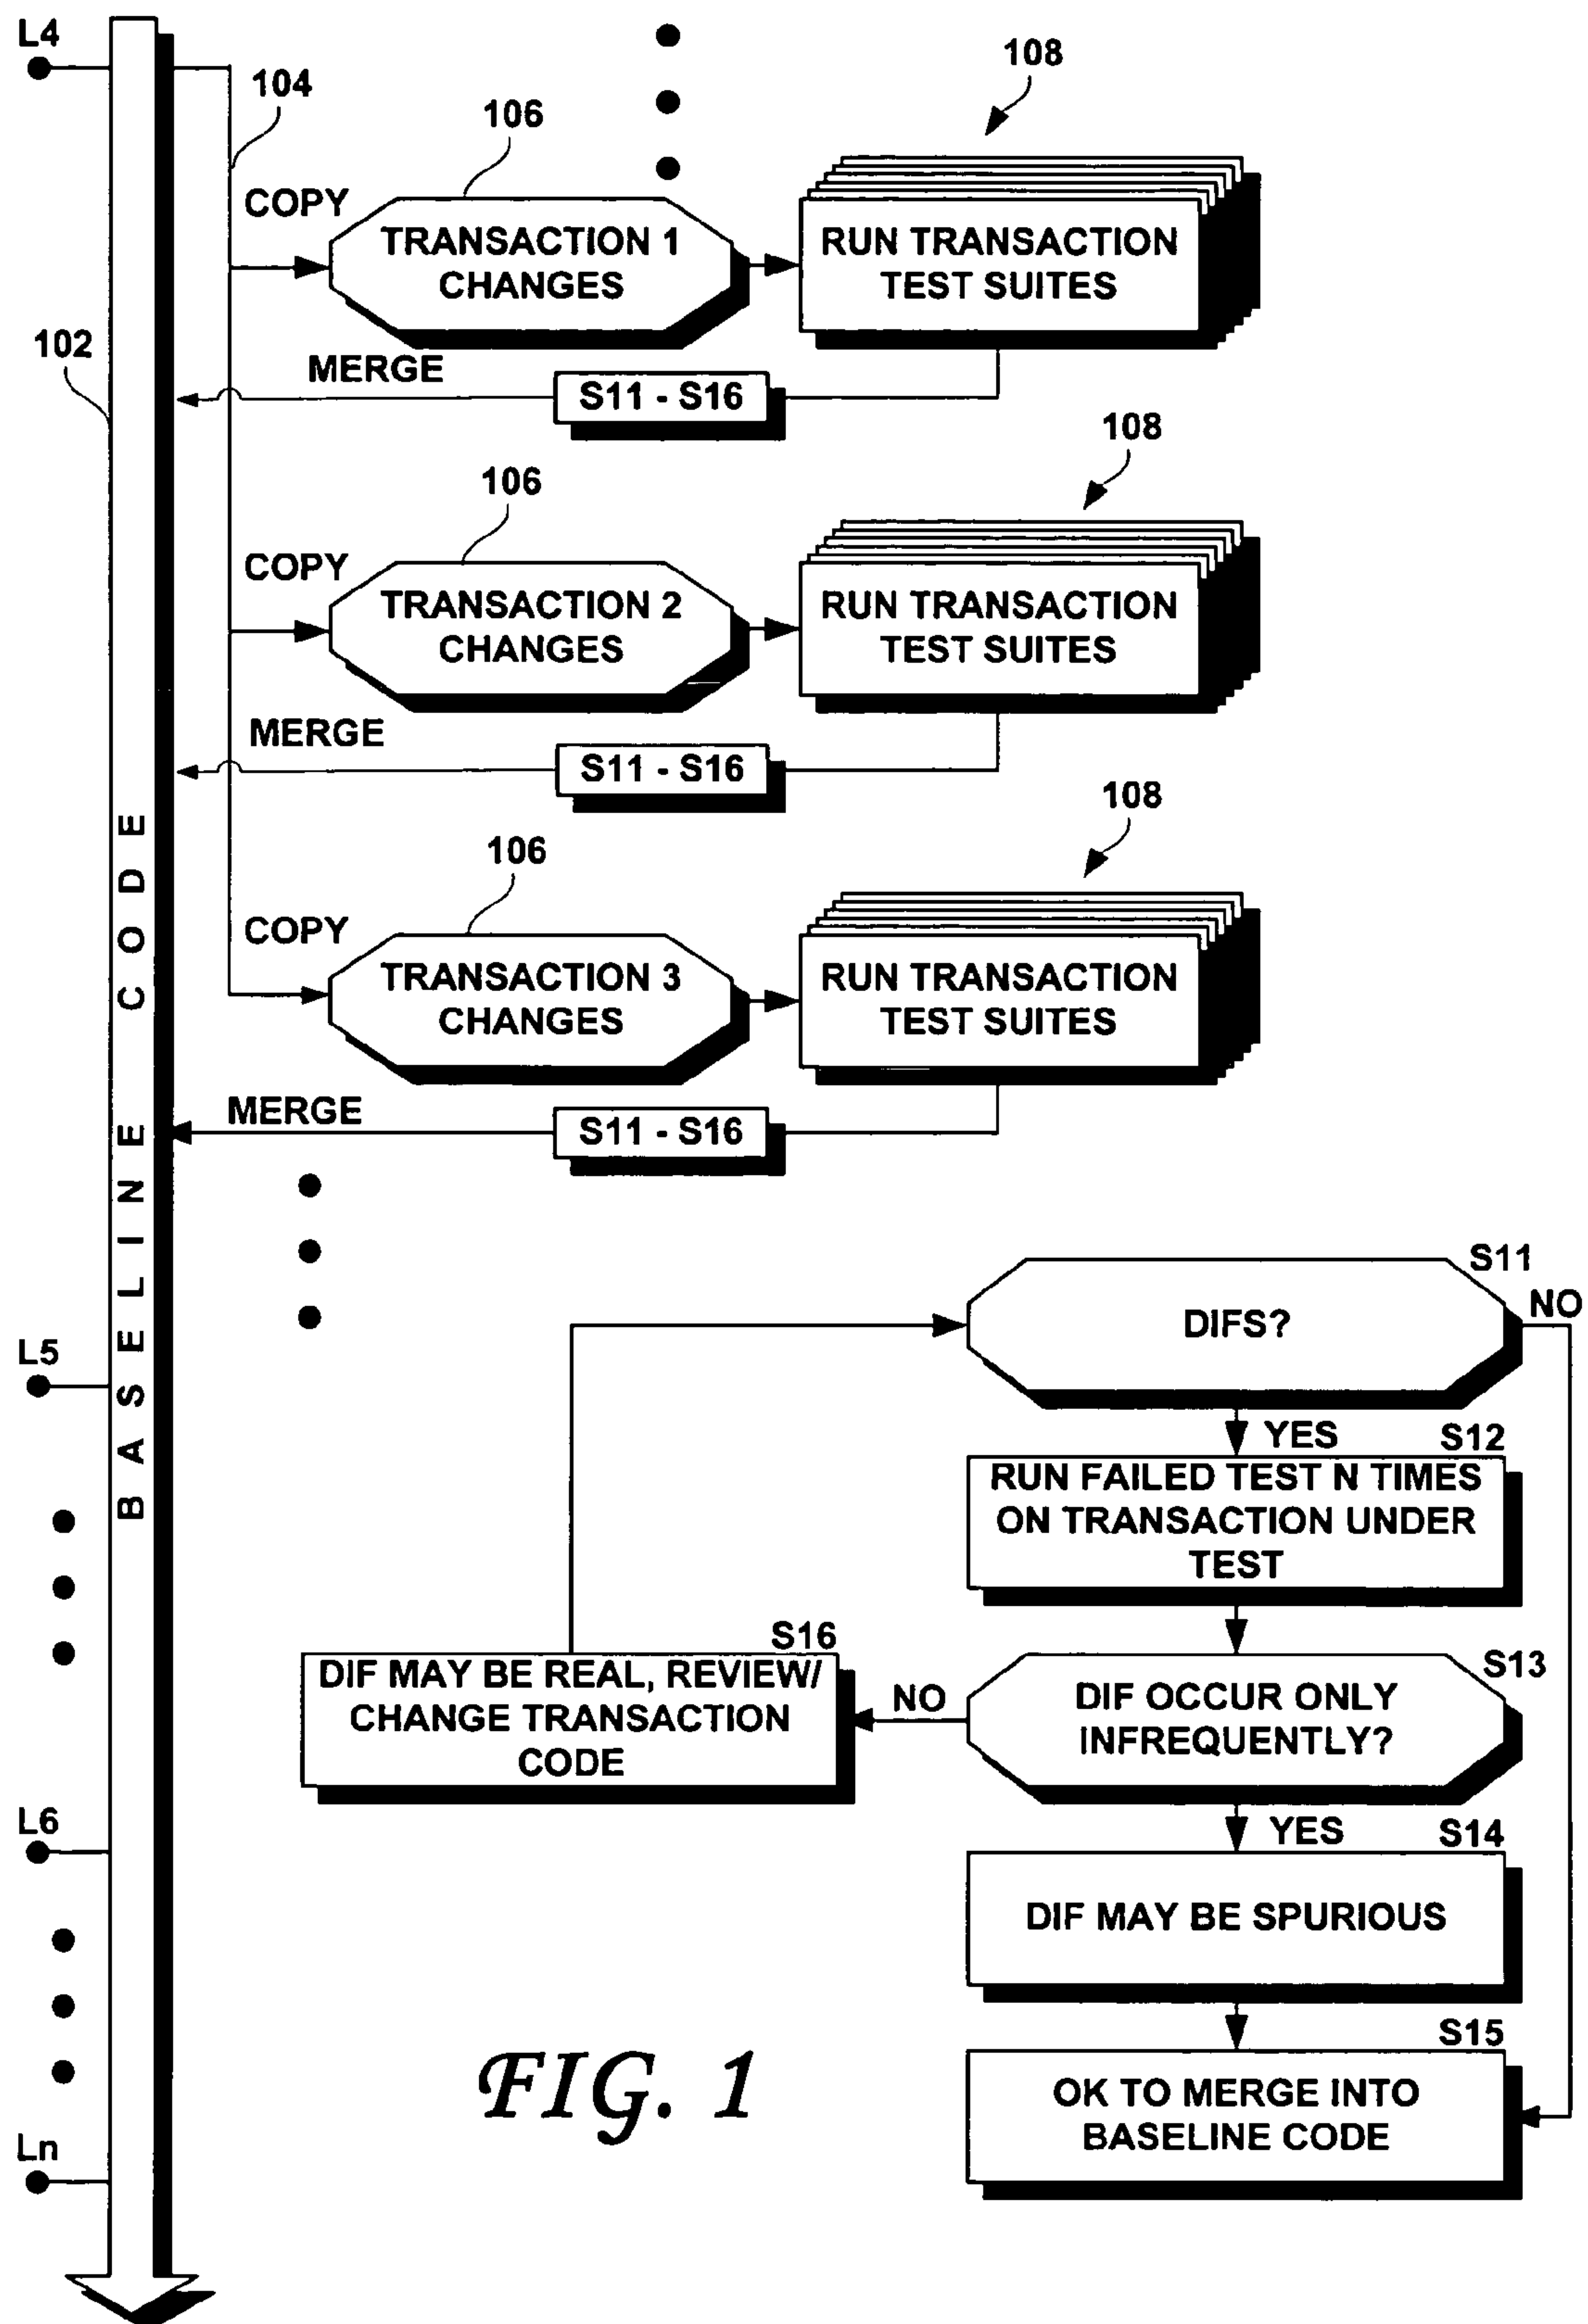 L4
104
108
106
COPY
TRANSACTION 1
CHANGES
RUN TRANSACTION
TEST SUITES
102
MERGE
S11 - S16
108
106
COPY
TRANSACTION 2
CHANGES
RUN TRANSACTION
TEST SUITES
MERGE
S11 - S16
108
106
COPY
TRANSACTION 3
CHANGES
RUN TRANSACTION
TEST SUITES
MERGE
S11 - S16
BASELINE CODE
L5
S11
NO
DIFS?
YES
S12
RUN FAILED TEST N TIMES
ON TRANSACTION UNDER
TEST
S16
DIF MAY BE REAL, REVIEW/
CHANGE TRANSACTION
CODE
NO
S13
DIF OCCUR ONLY
INFREQUENTLY?
L6
YES
S14
DIF MAY BE SPURIOUS
S15
OK TO MERGE INTO
BASELINE CODE
FIG. 1
Ln